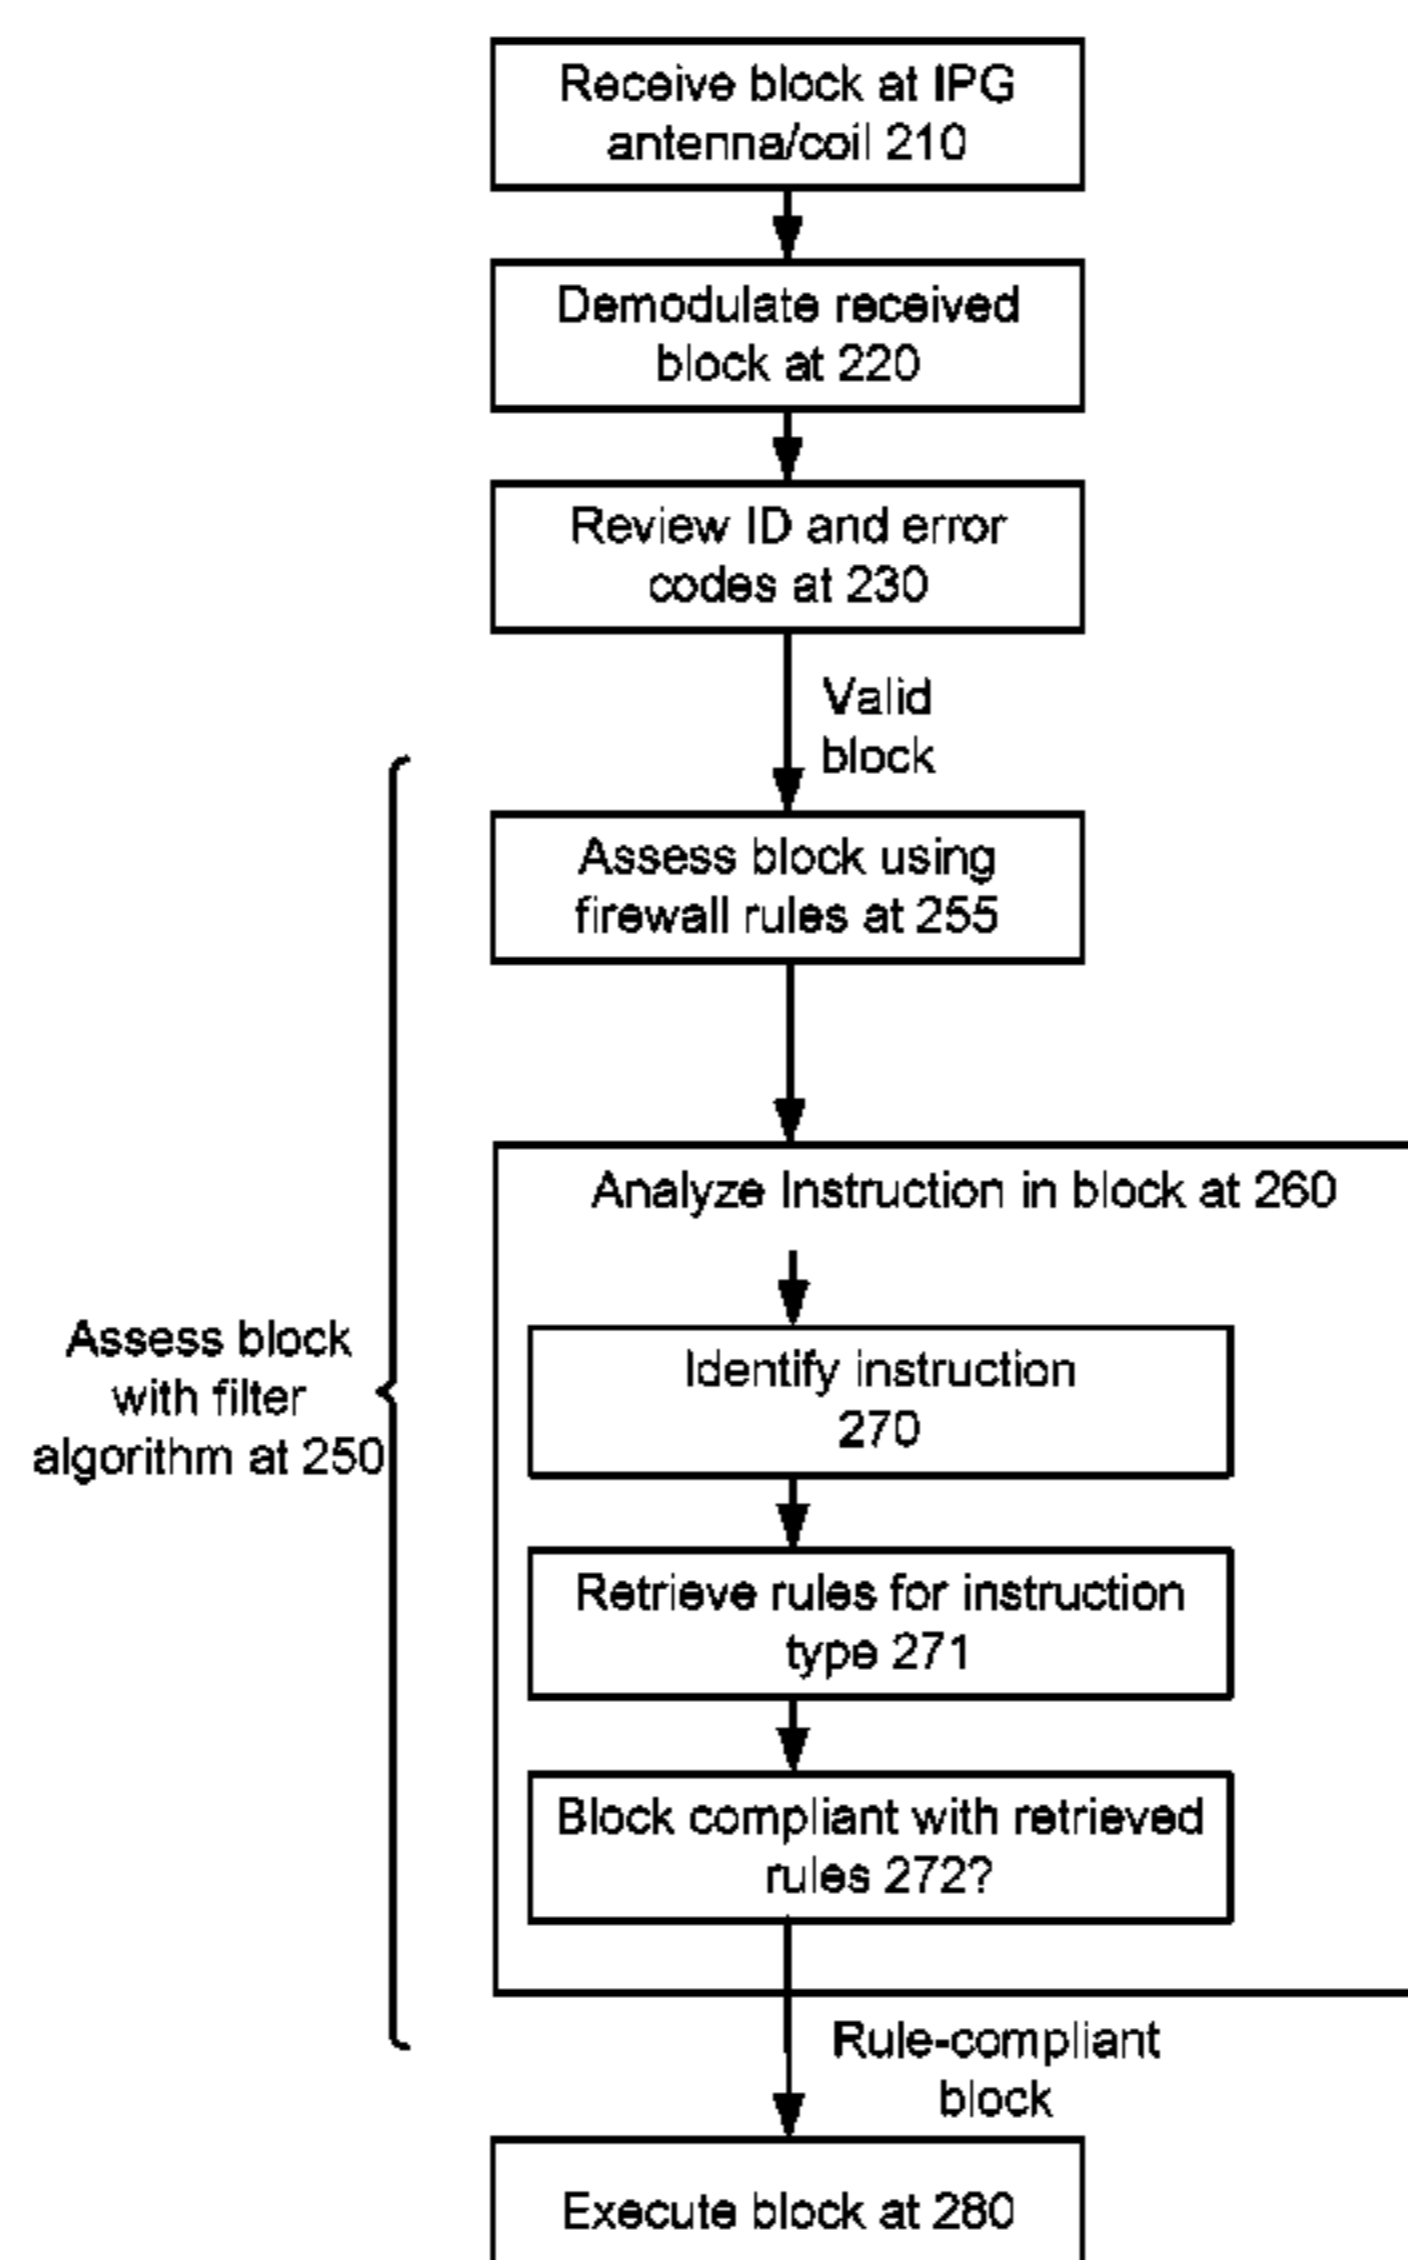 Receive block at IPG
antenna/coil 210
Demodulate received
block at 220
Review ID and error
codes at 230
Valid
block
Assess block using
firewall rules at 255
Analyze Instruction in block at 260
Identify instruction
270
Assess block
with filter
algorithm at 250
Retrieve rules for instruction
type 271
Block compliant with retrieved
rules 272?
Rule-compliant
block
Execute block at 280